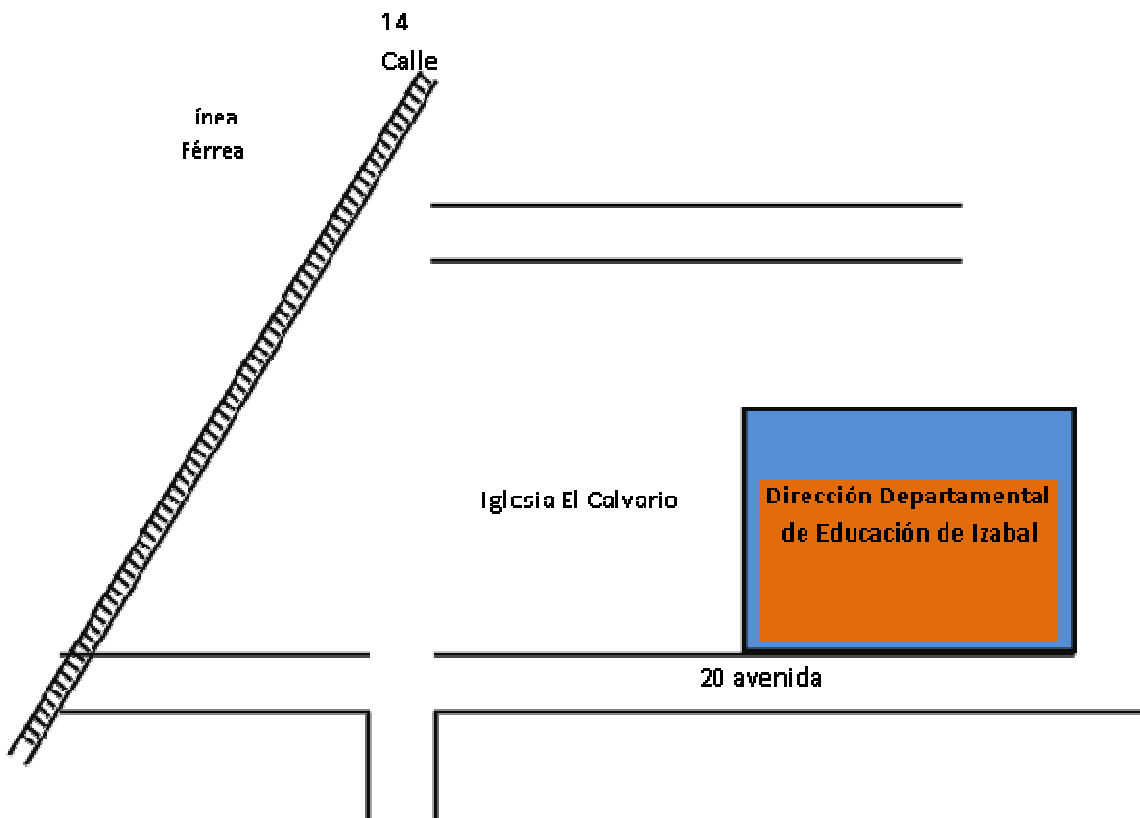 14
Calle
ínea
Férrea
Iglesia El Calvario
Dirección Departamental
de Educación de Izabal
20 avenida